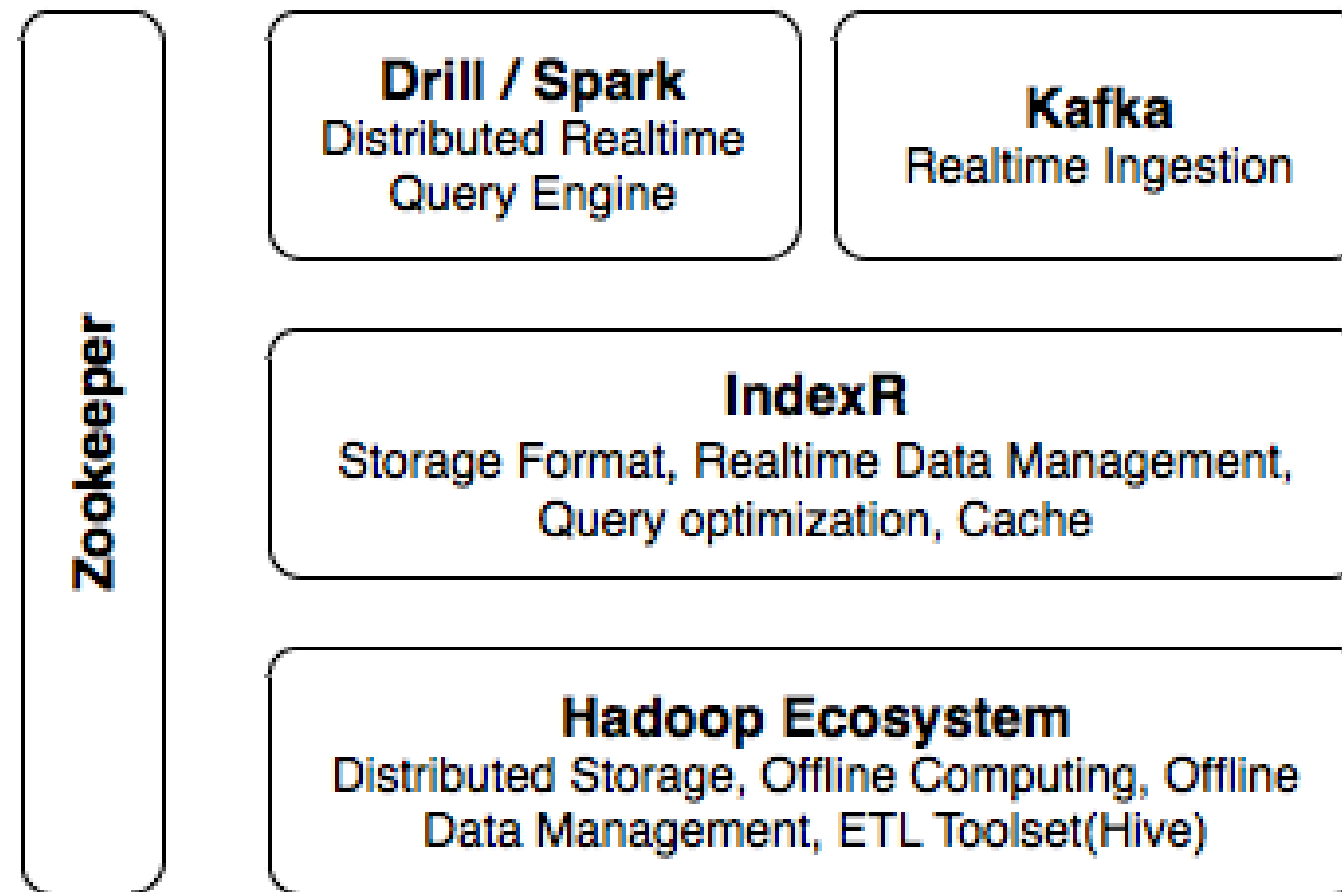 Zookeeper
Drill / Spark
Distributed Realtime
Query Engine
Kafka
Realtime Ingestion
IndexR
Storage Format, Realtime Data Management,
Query optimization, Cache
Hadoop Ecosystem
Distributed Storage, Offline Computing, Offline
Data Management, ETL Toolset(Hive)